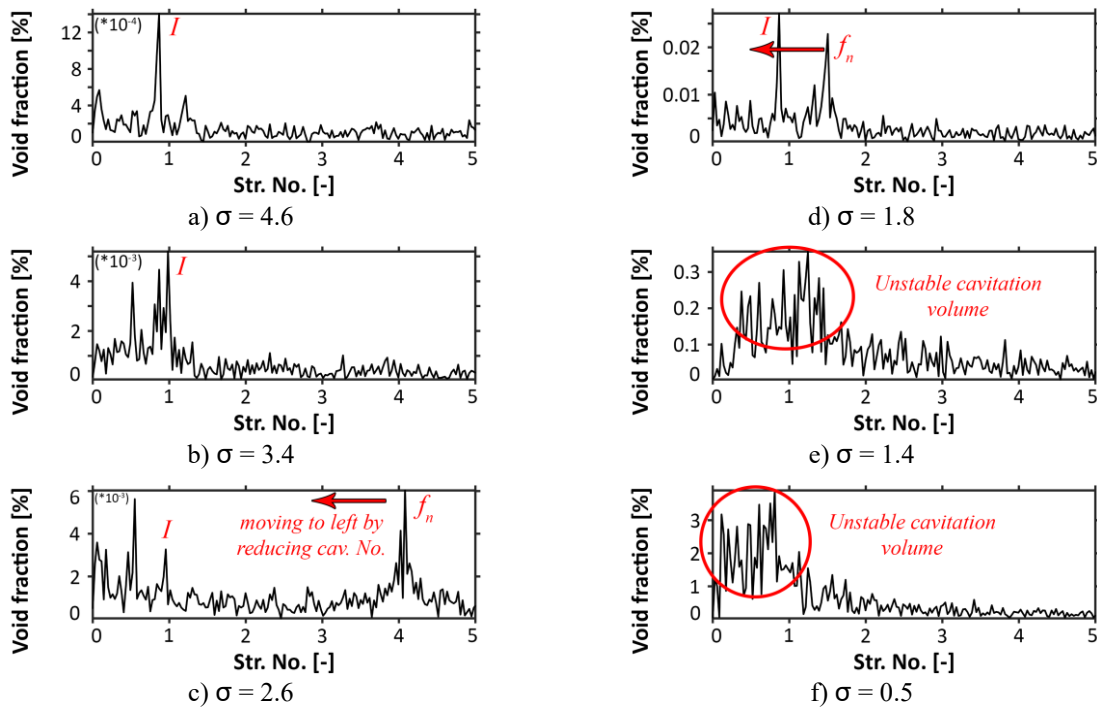 Void fraction [%]
(*10-4)
I
12
8
4
0
0 1 2 3 4 5
Str. No. [-]
a) σ = 4.6
Void fraction [%]
(*10-3)
I
4
2
0
0 1 2 3 4 5
Str. No. [-]
b) σ = 3.4
Void fraction [%]
(*10-3)
6
4
2
0
I
moving to left by
reducing cav. No.
fn
0 1 2 3 4 5
Str. No. [-]
c) σ = 2.6
Void fraction [%]
I
fn
0.02
0.01
0
0 1 2 3 4 5
Str. No. [-]
d) σ = 1.8
Void fraction [%]
0.3
0.2
0.1
0
Unstable cavitation
volume
0 1 2 3 4 5
Str. No. [-]
e) σ = 1.4
Void fraction [%]
3
2
1
0
Unstable cavitation
volume
0 1 2 3 4 5
Str. No. [-]
f) σ = 0.5